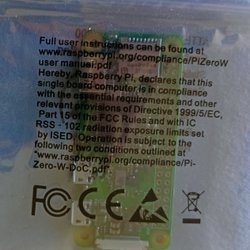 Full user instructions can be found at
"www.raspberrypi.org/compliance/PiZeroW
user manual.pdf"
Hereby, Raspberry Pi, declares that this
single board computer is in compliance
with the essential requirements and other
relevant provisions of Directive 1999/5/EC,
Part 15 of the FCC Rules and with IC
RSS - 102 radiation exposure limits set
by ISED. Operation is subject to the
following two conditions:
"www.raspberrypi.org/compliance/Pi-
Zero-W-DoC.pdf"
FC CE